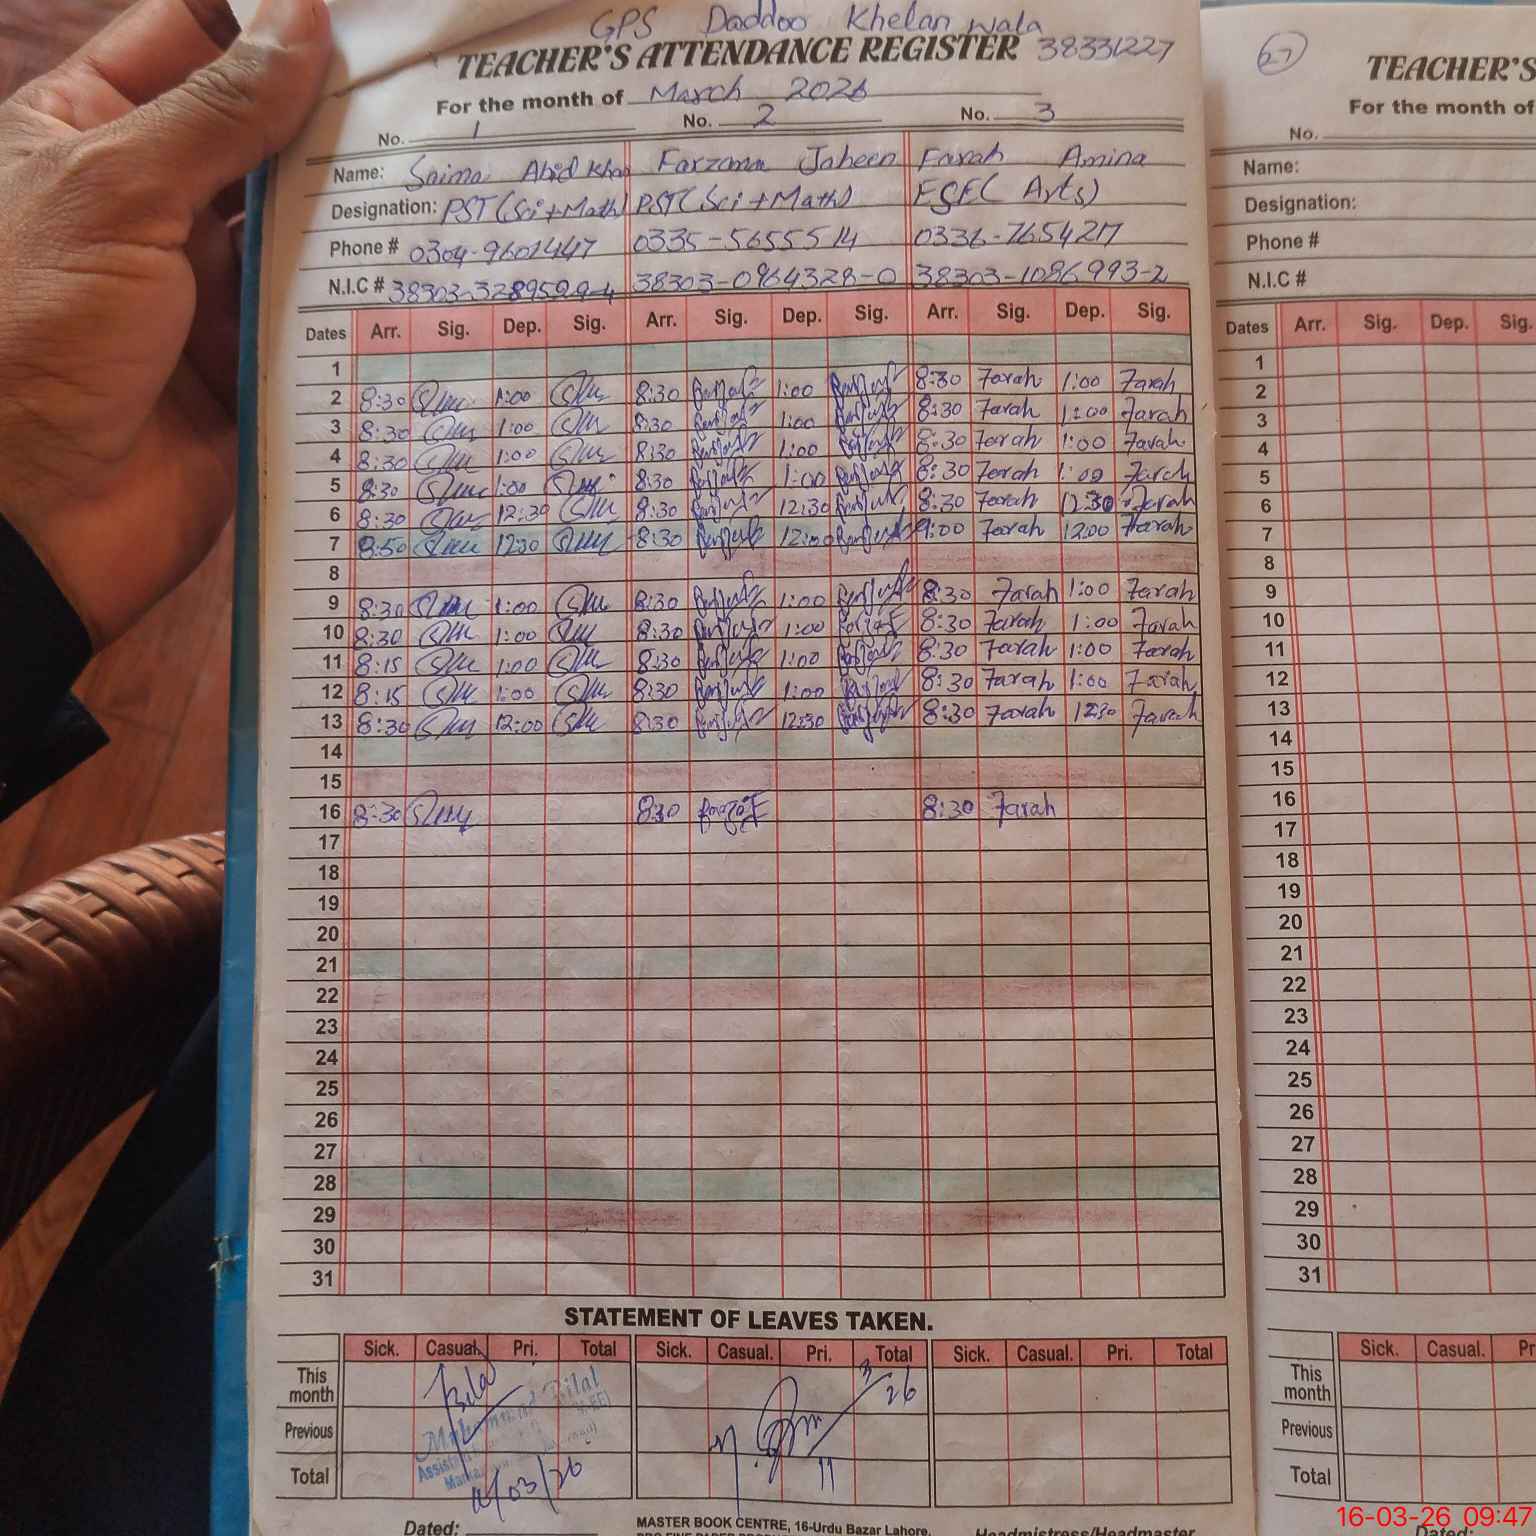 GPS Daddoo Khelan wala
TEACHER'S ATTENDANCE REGISTER 38331227
For the month of March 2026
No. 1 No. 2 No. 3
Name: Saima Abid Khan Farzana Jaheen Farah Amina
Designation: PST (Sci+Math) PST (Sci+Math) ESE( Arts)
Phone # 0304-9601447 0335-5655514 0336-7654217
N.I.C # 38303-3289599-4 38303-0964328-0 38303-1086993-2
Dates Arr. Sig. Dep. Sig. Arr. Sig. Dep. Sig. Arr. Sig. Dep. Sig.
1
2 8:30 1:00 8:30 1:00 8:30 Farah 1:00 Farah
3 8:30 1:00 8:30 1:00 8:30 Farah 1:00 Farah
4 8:30 1:00 8:30 1:00 8:30 Farah 1:00 Farah
5 8:30 1:00 8:30 1:00 8:30 Farah 1:00 Farah
6 8:30 12:30 8:30 12:30 8:30 Farah 12:30 Farah
7 8:50 12:30 8:30 12:00 9:00 Farah 12:00 Farah
8
9 8:30 1:00 8:30 1:00 8:30 Farah 1:00 Farah
10 8:30 1:00 8:30 1:00 8:30 Farah 1:00 Farah
11 8:15 1:00 8:30 1:00 8:30 Farah 1:00 Farah
12 8:15 1:00 8:30 1:00 8:30 Farah 1:00 Farah
13 8:30 12:00 8:30 12:30 8:30 Farah 12:30 Farah
14
15
16 8:30 8:30 8:30 Farah
17
18
19
20
21
22
23
24
25
26
27
28
29
30
31
STATEMENT OF LEAVES TAKEN.
Sick. Casual. Pri. Total Sick. Casual. Pri. Total Sick. Casual. Pri. Total
This month
Previous
Total
Bilal
Muhammad Bilal
/03/26
3
26
11
Dated:
MASTER BOOK CENTRE, 16-Urdu Bazar Lahore.
Headmistress/Headmaster
27
TEACHER'S
For the month of
No.
Name:
Designation:
Phone #
N.I.C #
Dates Arr. Sig. Dep. Sig.
1
2
3
4
5
6
7
8
9
10
11
12
13
14
15
16
17
18
19
20
21
22
23
24
25
26
27
28
29
30
31
Sick. Casual. Pr
This month
Previous
Total
Dated:
16-03-26 09:47